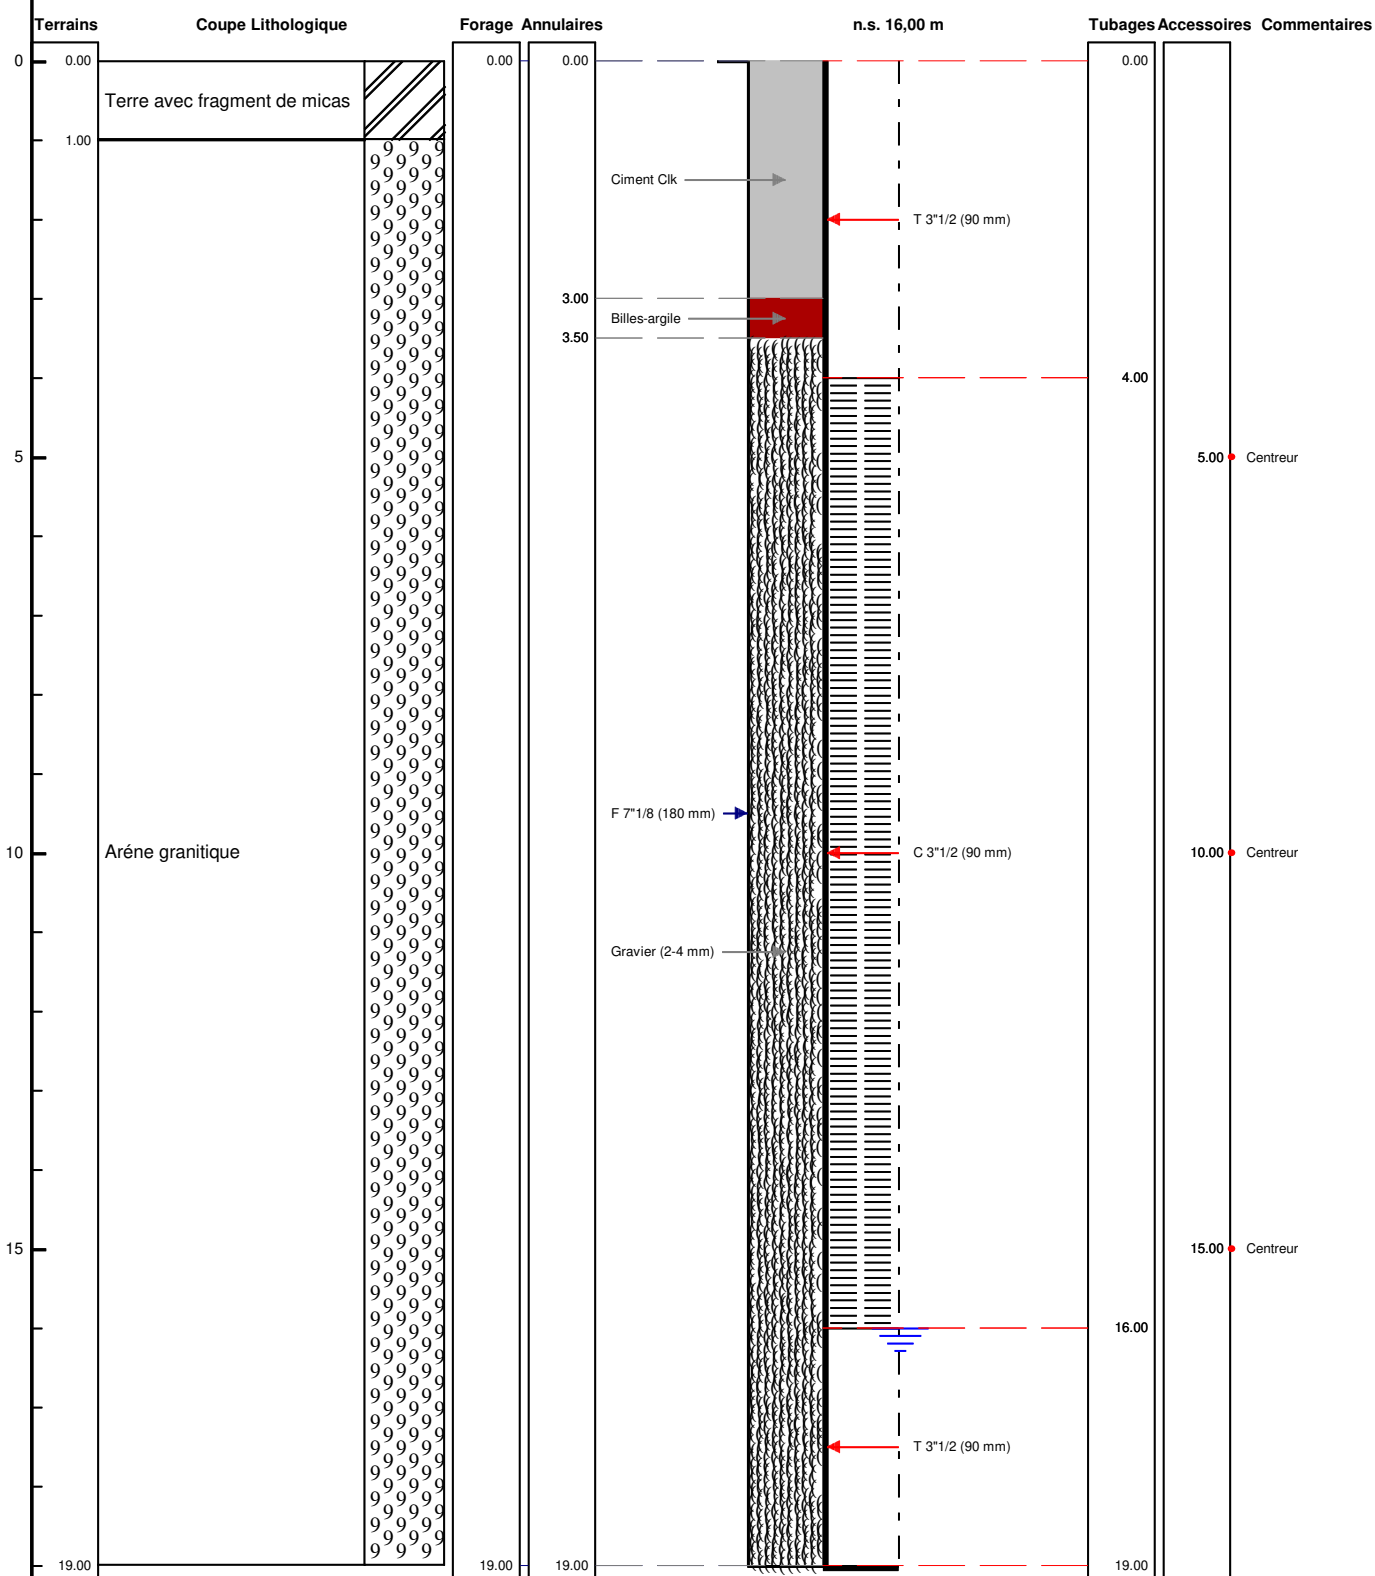 Terrains Coupe Lithologique Forage Annulaires n.s. 16,00 m Tubages Accessoires Commentaires
0 0.00 0.00 0.00 0.00
Terre avec fragment de micas
1.00
Ciment Clk
T 3"1/2 (90 mm)
3.00
Billes-argile
3.50
4.00
5 5.00 Centreur
F 7"1/8 (180 mm)
10 Aréne granitique C 3"1/2 (90 mm) 10.00 Centreur
Gravier (2-4 mm)
15 15.00 Centreur
16.00
T 3"1/2 (90 mm)
19.00 19.00 19.00 19.00